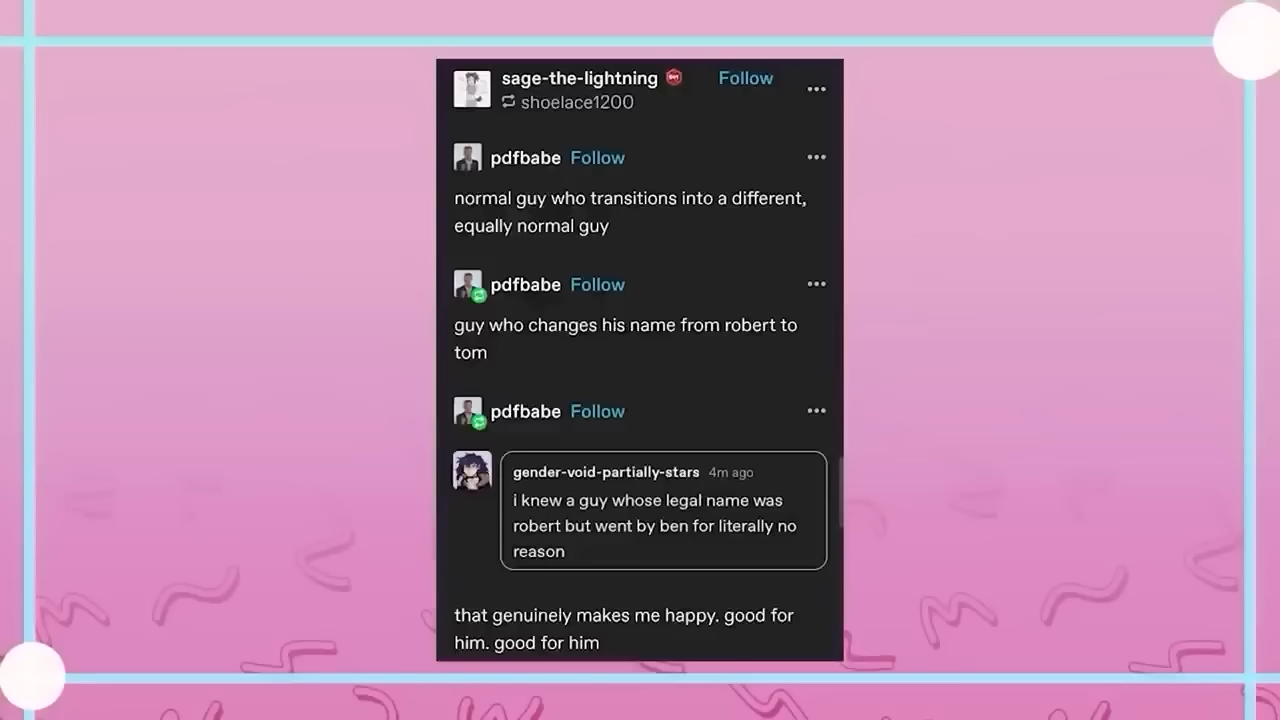 sage-the-lightning Follow
shoelace1200
pdfbabe Follow
normal guy who transitions into a different,
equally normal guy
pdfbabe Follow
guy who changes his name from robert to
tom
pdfbabe Follow
gender-void-partially-stars 4m ago
i knew a guy whose legal name was
robert but went by ben for literally no
reason
that genuinely makes me happy. good for
him. good for him